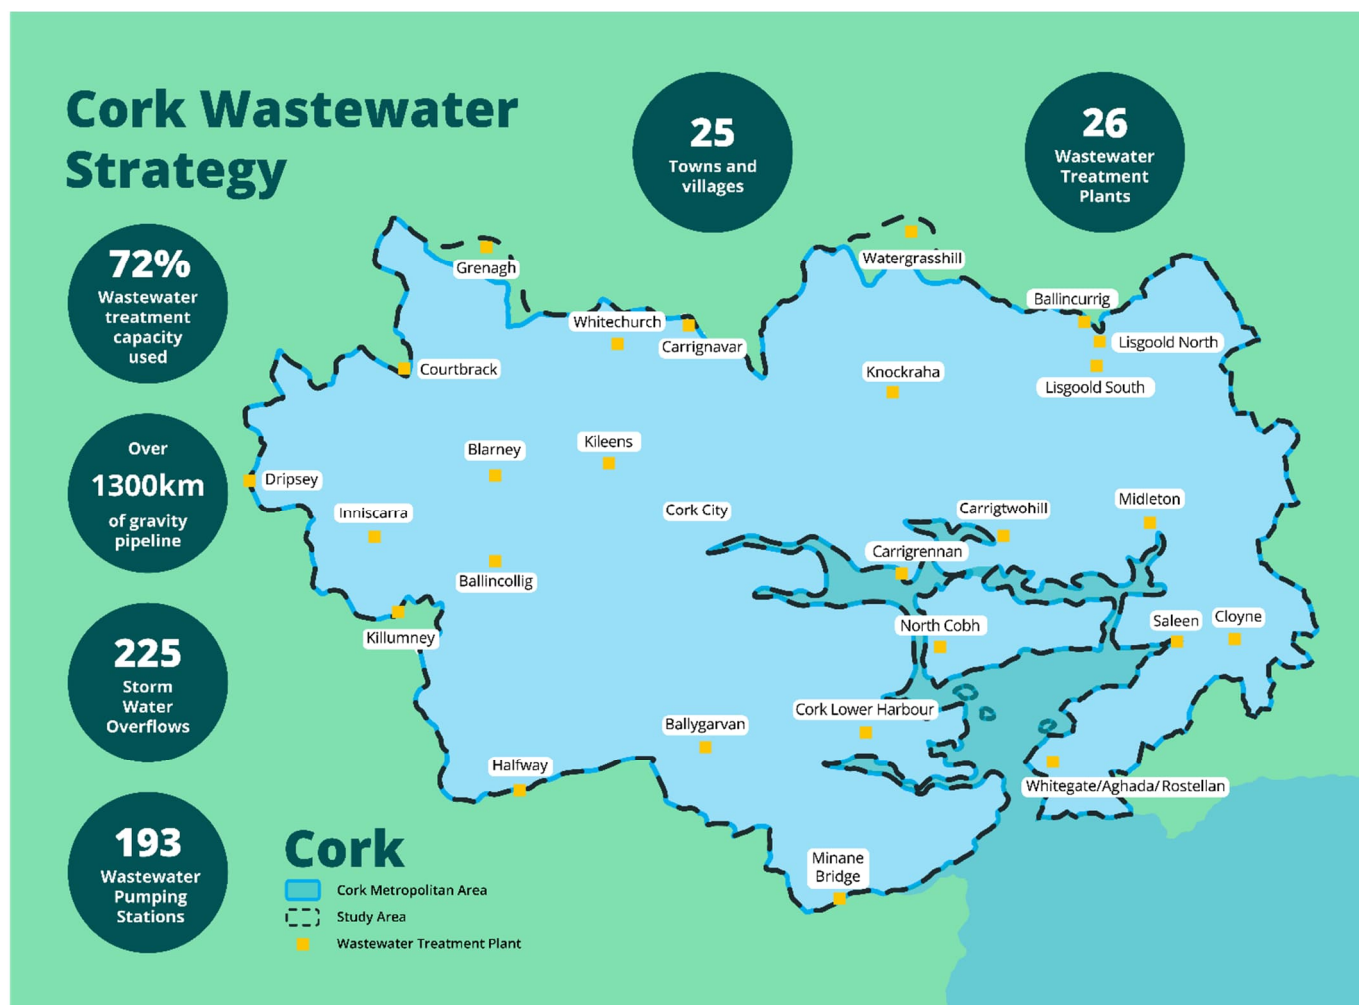 Cork Wastewater
Strategy
25
Towns and
villages
26
Wastewater
Treatment
Plants
72%
Wastewater
treatment
capacity
used
Over
1300km
of gravity
pipeline
225
Storm
Water
Overflows
193
Wastewater
Pumping
Stations
Grenagh
Watergrasshill
Ballincurrig
Whitechurch
Lisgoold North
Carrignavar
Courtbrack
Knockraha
Lisgoold South
Kileens
Blarney
Dripsey
Midleton
Carrigtwohill
Cork City
Inniscarra
Carrigrennan
Ballincollig
Cloyne
Saleen
North Cobh
Killumney
Cork Lower Harbour
Ballygarvan
Halfway
Whitegate/Aghada/Rostellan
Minane
Bridge
Cork
Cork Metropolitan Area
Study Area
Wastewater Treatment Plant